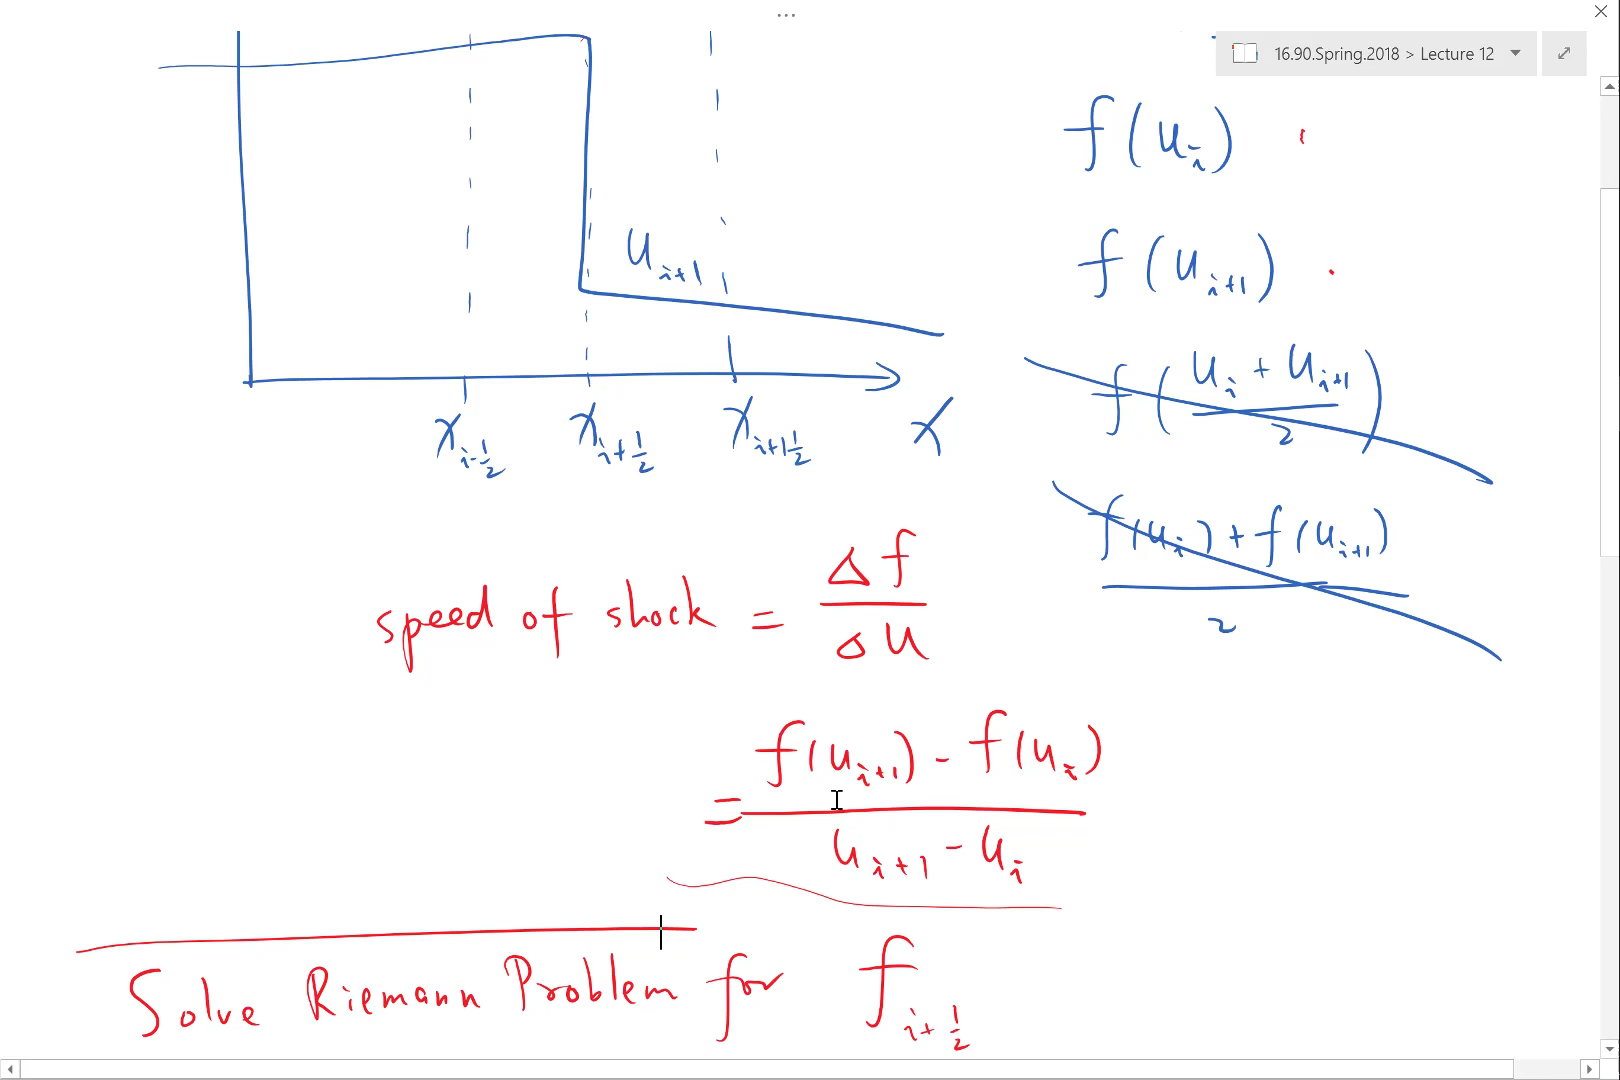 16.90.Spring.2018 > Lecture 12
f(u_i)
u_{i+1}
f(u_{i+1})
f((u_i + u_{i+1})/2)
x_{i-1/2} x_{i+1/2} x_{i+1 1/2} x
(f(u_i) + f(u_{i+1}))/2
speed of shock = Δf/Δu
= (f(u_{i+1}) - f(u_i))/(u_{i+1} - u_i)
Solve Riemann Problem for f_{i+1/2}